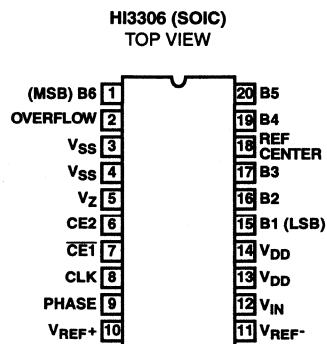 HI3306 (SOIC)
TOP VIEW
(MSB) B6 1
OVERFLOW 2
VSS 3
VSS 4
VZ 5
CE2 6
C̅E̅1̅ 7
CLK 8
PHASE 9
VREF+ 10
20 B5
19 B4
18 REF CENTER
17 B3
16 B2
15 B1 (LSB)
14 VDD
13 VDD
12 VIN
11 VREF-